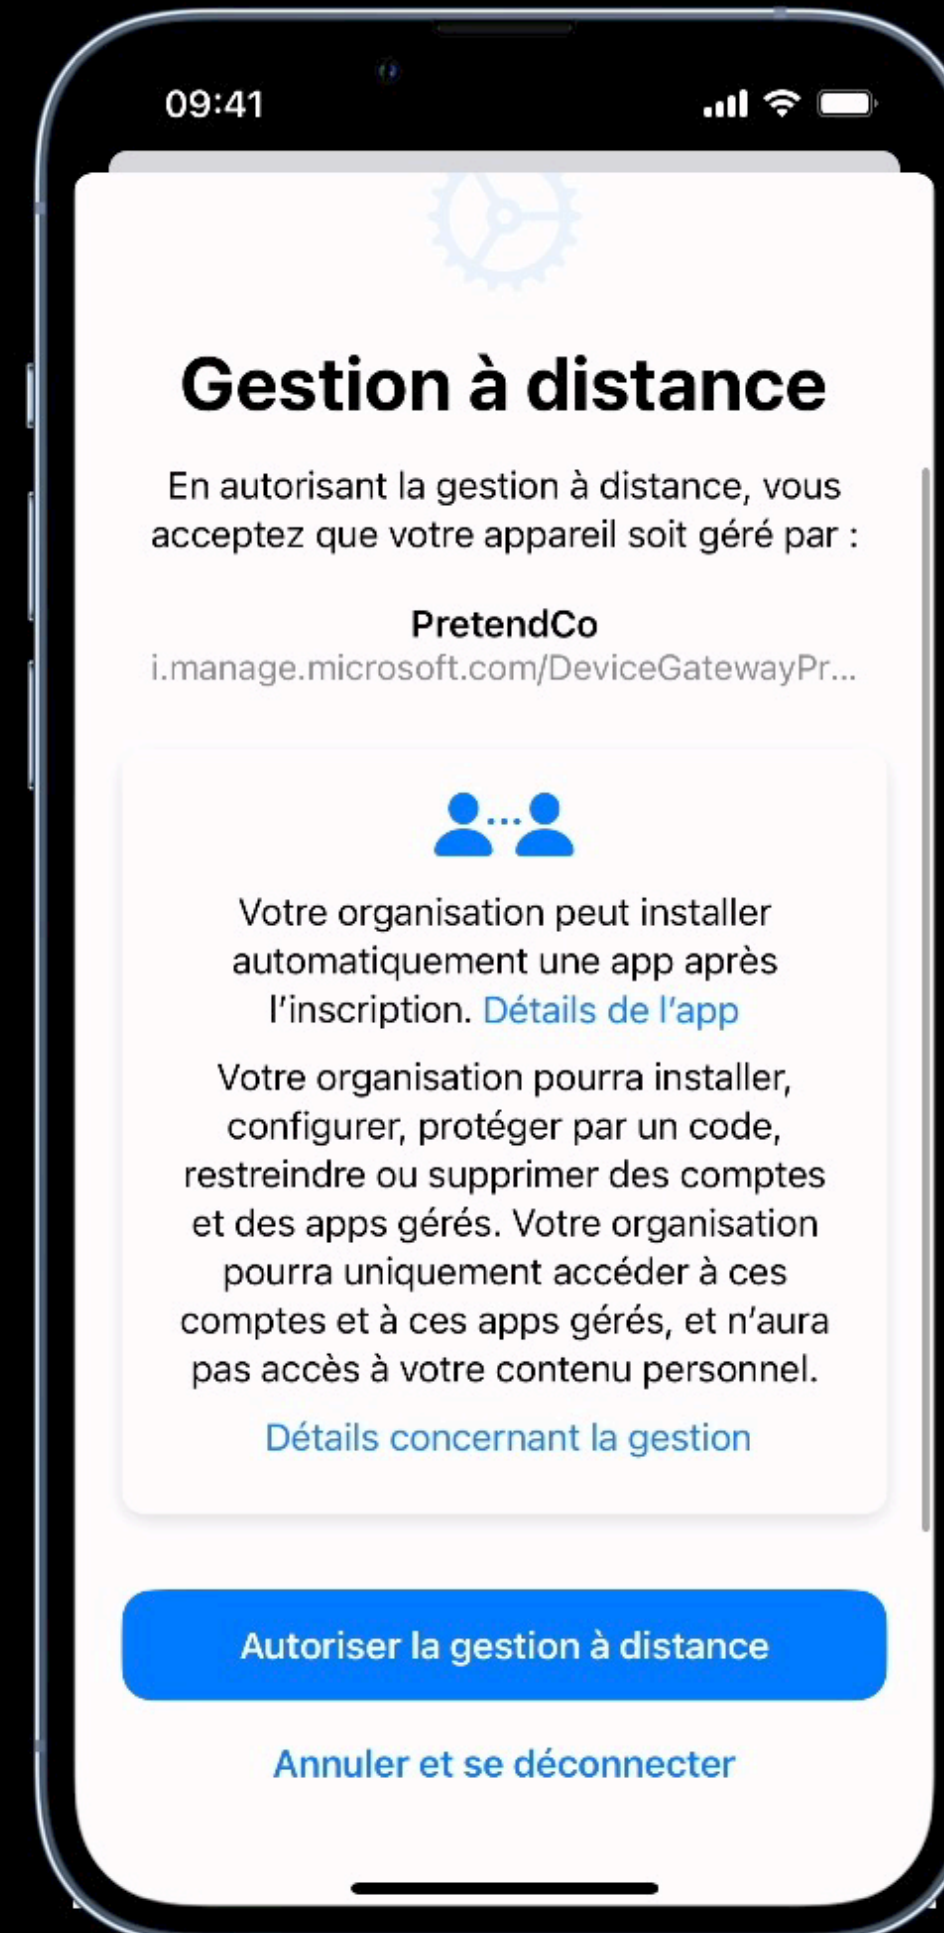 09:41
Gestion à distance
En autorisant la gestion à distance, vous
acceptez que votre appareil soit géré par :
PretendCo
i.manage.microsoft.com/DeviceGatewayPr...
Votre organisation peut installer
automatiquement une app après
l’inscription. Détails de l’app
Votre organisation pourra installer,
configurer, protéger par un code,
restreindre ou supprimer des comptes
et des apps gérés. Votre organisation
pourra uniquement accéder à ces
comptes et à ces apps gérés, et n’aura
pas accès à votre contenu personnel.
Détails concernant la gestion
Autoriser la gestion à distance
Annuler et se déconnecter